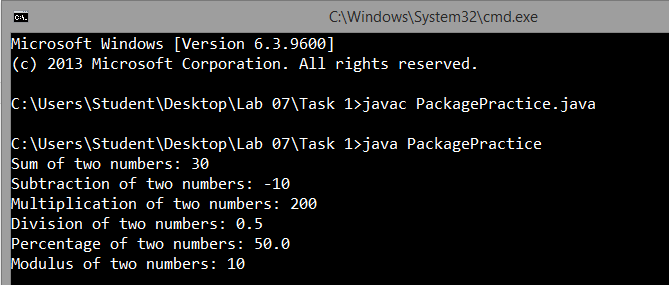 C:\Windows\System32\cmd.exe
Microsoft Windows [Version 6.3.9600]
(c) 2013 Microsoft Corporation. All rights reserved.
C:\Users\Student\Desktop\Lab 07\Task 1>javac PackagePractice.java
C:\Users\Student\Desktop\Lab 07\Task 1>java PackagePractice
Sum of two numbers: 30
Subtraction of two numbers: -10
Multiplication of two numbers: 200
Division of two numbers: 0.5
Percentage of two numbers: 50.0
Modulus of two numbers: 10